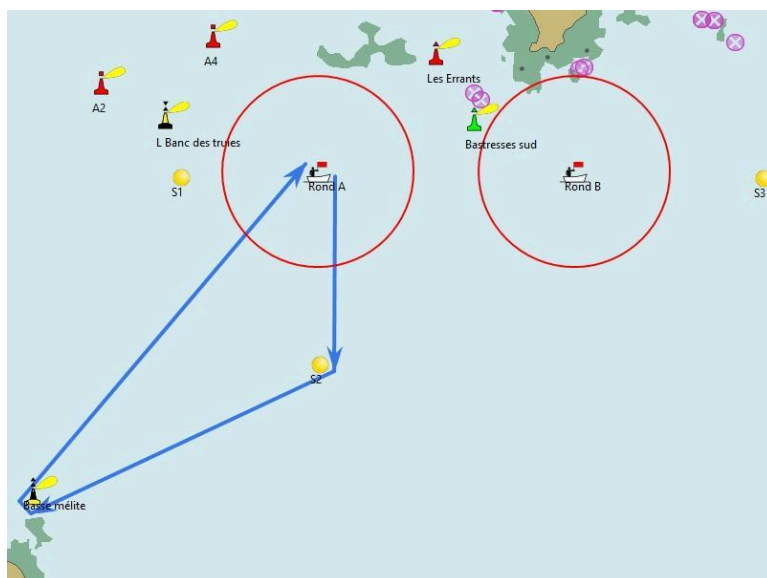 A4
Les Errants
A2
L Banc des truies
Bastresses sud
S1
Rond A
Rond B
S3
S2
Basse mélite